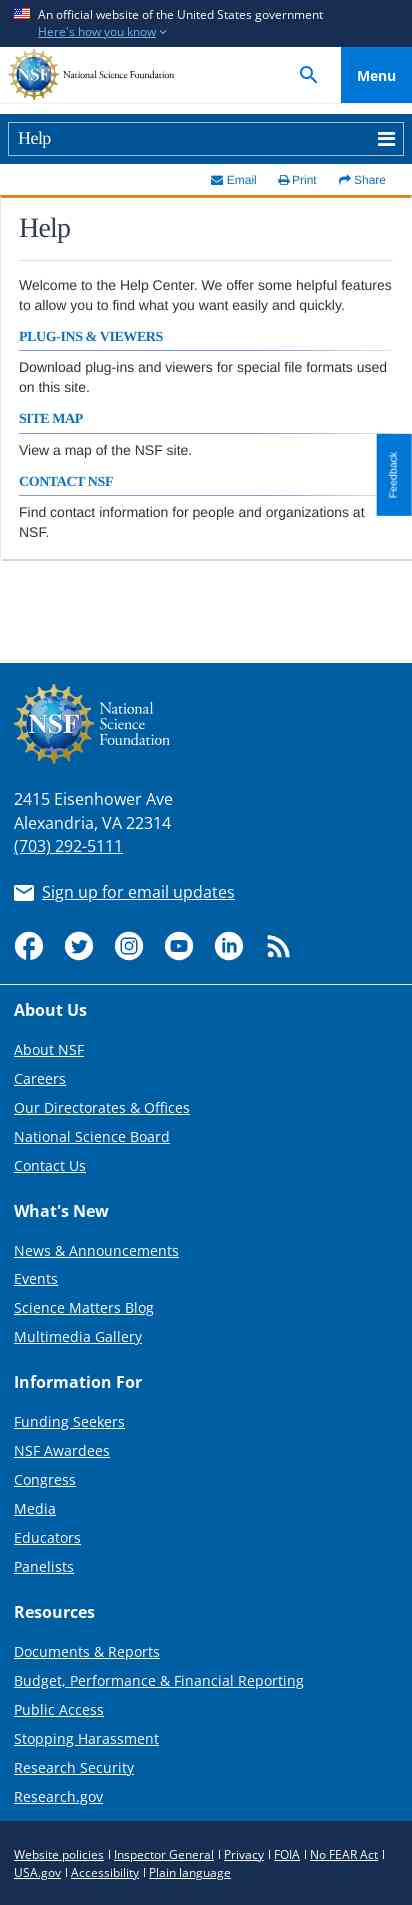 An official website of the United States government
Here's how you know
NSF National Science Foundation
Menu
Help
Email Print Share
Help
Welcome to the Help Center. We offer some helpful features
to allow you to find what you want easily and quickly.
PLUG-INS & VIEWERS
Download plug-ins and viewers for special file formats used
on this site.
SITE MAP
View a map of the NSF site.
CONTACT NSF
Find contact information for people and organizations at
NSF.
Feedback
NSF
National
Science
Foundation
2415 Eisenhower Ave
Alexandria, VA 22314
(703) 292-5111
Sign up for email updates
About Us
About NSF
Careers
Our Directorates & Offices
National Science Board
Contact Us
What's New
News & Announcements
Events
Science Matters Blog
Multimedia Gallery
Information For
Funding Seekers
NSF Awardees
Congress
Media
Educators
Panelists
Resources
Documents & Reports
Budget, Performance & Financial Reporting
Public Access
Stopping Harassment
Research Security
Research.gov
Website policies | Inspector General | Privacy | FOIA | No FEAR Act |
USA.gov | Accessibility | Plain language